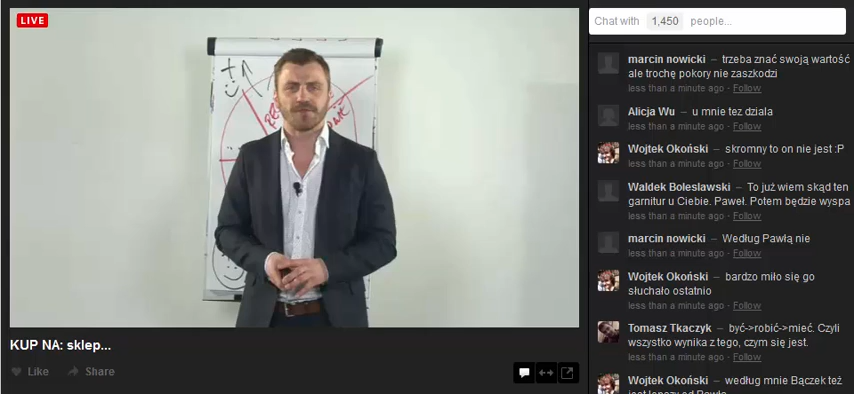 LIVE
KUP NA: sklep...
Like
Share
Chat with 1,450 people...
marcin nowicki – trzeba znać swoją wartość
ale trochę pokory nie zaszkodzi
less than a minute ago · Follow
Alicja Wu – u mnie tez dziala
less than a minute ago · Follow
Wojtek Okoński – skromny to on nie jest :P
less than a minute ago · Follow
Waldek Boleslawski – To już wiem skąd ten
garnitur u Ciebie. Paweł. Potem będzie wyspa
less than a minute ago · Follow
marcin nowicki – Według Pawłą nie
less than a minute ago · Follow
Wojtek Okoński – bardzo miło się go
słuchało ostatnio
less than a minute ago · Follow
Tomasz Tkaczyk – być->robić->mieć. Czyli
wszystko wynika z tego, czym się jest.
less than a minute ago · Follow
Wojtek Okoński – według mnie Bączek też
jest lepszy od Pawła